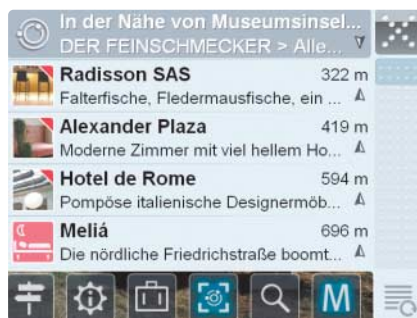 In der Nähe von Museumsinsel...
DER FEINSCHMECKER > Alle...
Radisson SAS 322 m
Falterfische, Fledermausfische, ein ...
Alexander Plaza 419 m
Moderne Zimmer mit viel hellem Ho...
Hotel de Rome 594 m
Pompöse italienische Designermöb...
Meliá 696 m
Die nördliche Friedrichstraße boomt...
M